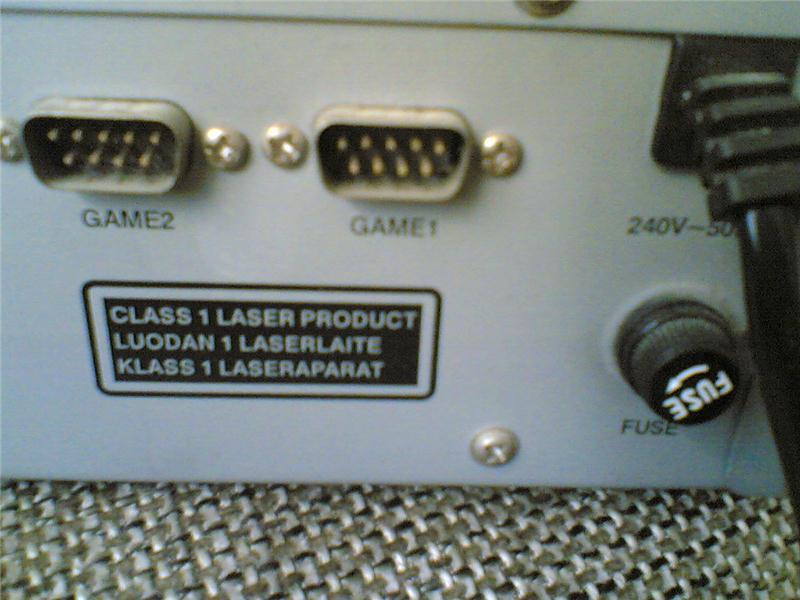 GAME2
GAME1
240V~50
CLASS 1 LASER PRODUCT
LUODAN 1 LASERLAITE
KLASS 1 LASERAPARAT
FUSE
FUSE